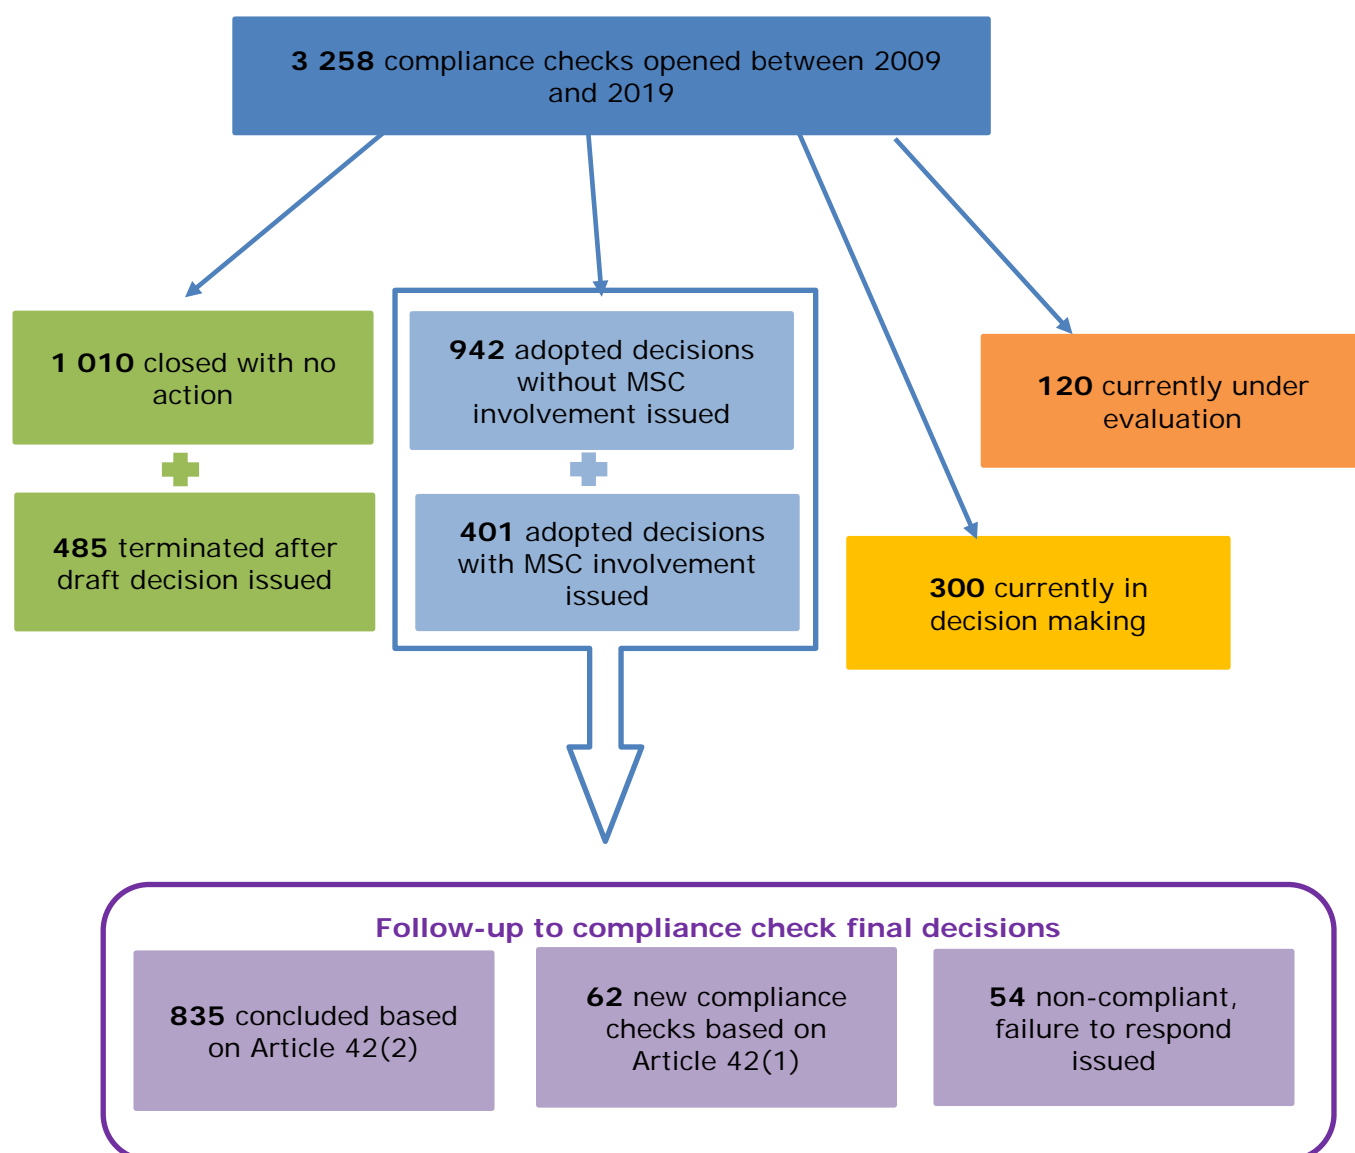 3 258 compliance checks opened between 2009
and 2019
1 010 closed with no
action
485 terminated after
draft decision issued
942 adopted decisions
without MSC
involvement issued
401 adopted decisions
with MSC involvement
issued
120 currently under
evaluation
300 currently in
decision making
Follow-up to compliance check final decisions
835 concluded based
on Article 42(2)
62 new compliance
checks based on
Article 42(1)
54 non-compliant,
failure to respond
issued